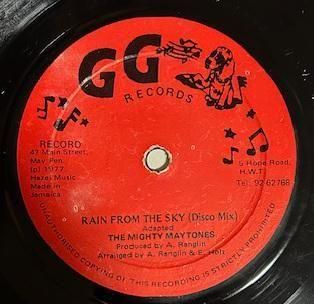 GG
RECORDS
RECORD
47 Main Street,
May Pen.
(p) 1977
Hazel Music
Made in
Jamaica
5 Hope Road,
H.W.T.
Tel: 92 62768
RAIN FROM THE SKY (Disco Mix)
Adapted
THE MIGHTY MAYTONES
Produced by A. Ranglin
Arranged by A. Ranglin & E. Holt
UNAUTHORISED COPYING OF THIS RECORDING IS STRICTLY PROHIBITED